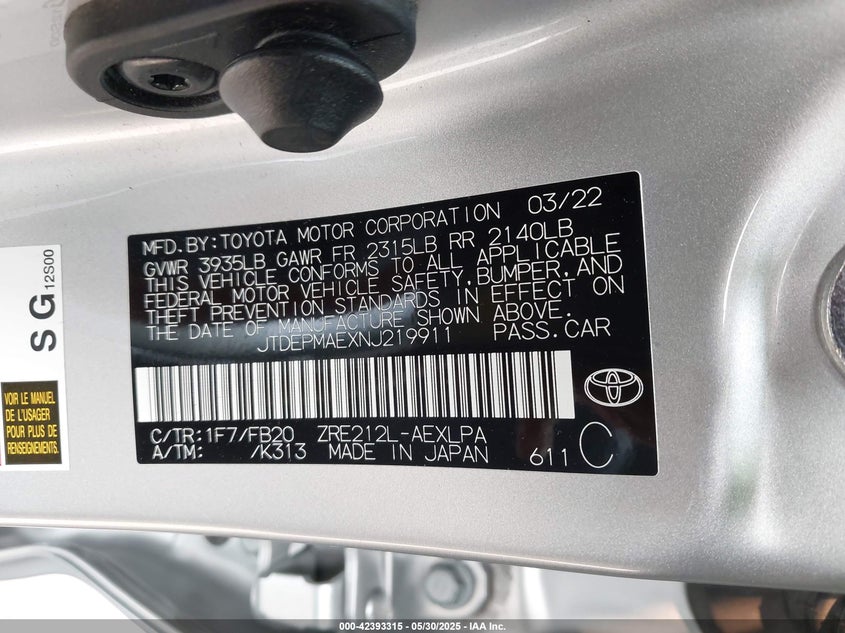 MFD.BY:TOYOTA MOTOR CORPORATION 03/22
GVWR 3935LB GAWR FR 2315LB RR 2140LB
THIS VEHICLE CONFORMS TO ALL APPLICABLE
FEDERAL MOTOR VEHICLE SAFETY,BUMPER,AND
THEFT PREVENTION STANDARDS IN EFFECT ON
THE DATE OF MANUFACTURE SHOWN ABOVE.
JTDEPMAEXNJ219911 PASS.CAR
C/TR:1F7/FB20 ZRE212L-AEXLPA
A/TM: /K313 MADE IN JAPAN 611 C
SG 12S00
VOIR LE MANUEL
DE L'USAGER
POUR PLUS DE
RENSEIGNEMENTS
000-42393315 - 05/30/2025 - IAA Inc.